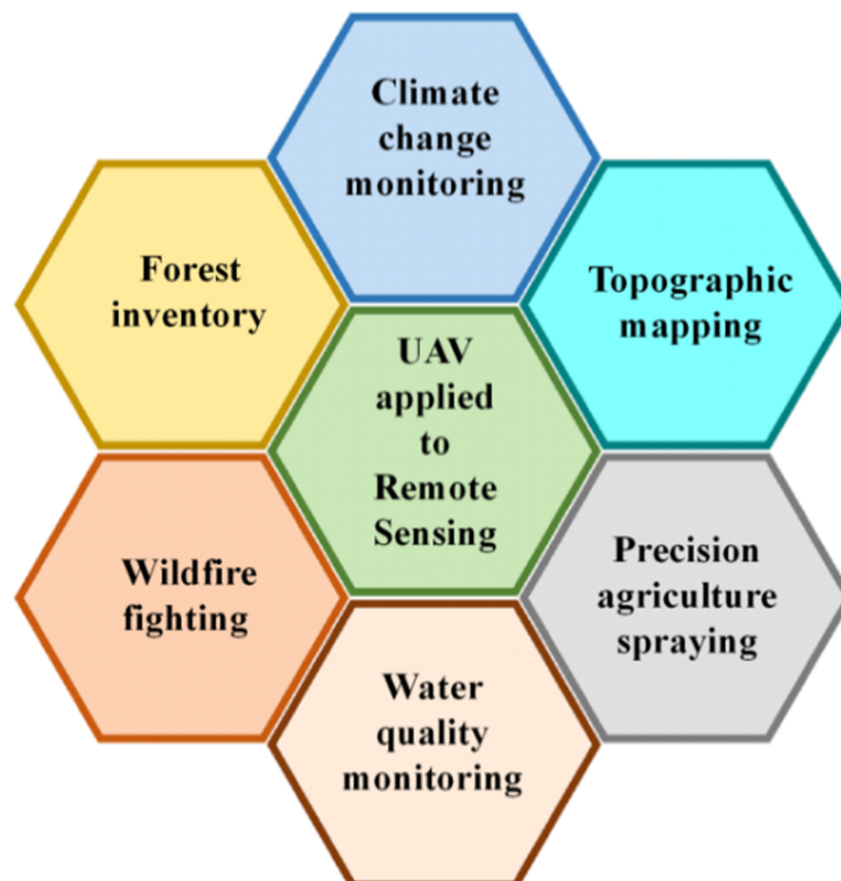 Climate
change
monitoring
Forest
inventory
Topographic
mapping
UAV
applied
to
Remote
Sensing
Wildfire
fighting
Precision
agriculture
spraying
Water
quality
monitoring